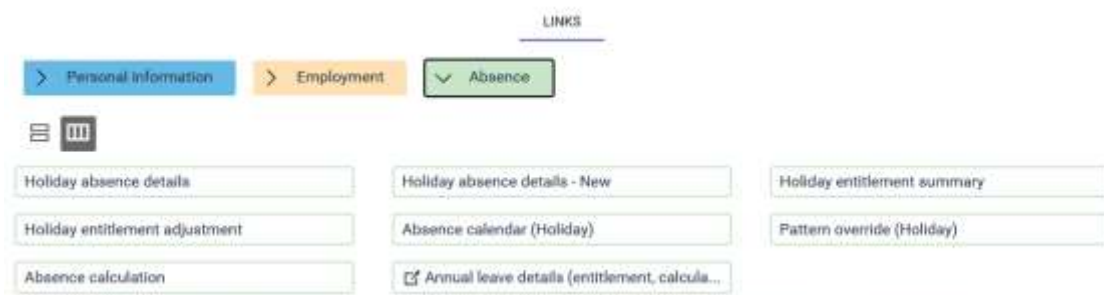 LINKS
Personal information
Employment
Absence
Holiday absence details
Holiday absence details - New
Holiday entitlement summary
Holiday entitlement adjustment
Absence calendar (Holiday)
Pattern override (Holiday)
Absence calculation
Annual leave details (entitlement, calcula...